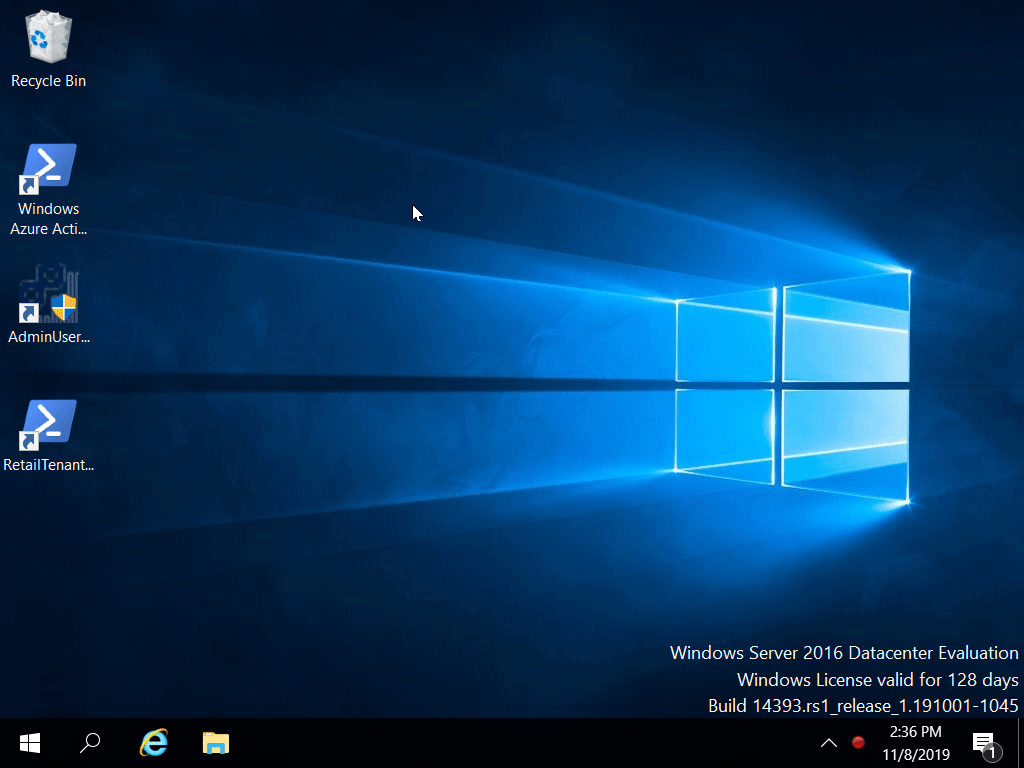 Recycle Bin
Windows
Azure Acti...
AdminUser...
RetailTenant...
Windows Server 2016 Datacenter Evaluation
Windows License valid for 128 days
Build 14393.rs1_release_1.191001-1045
2:36 PM
11/8/2019
1